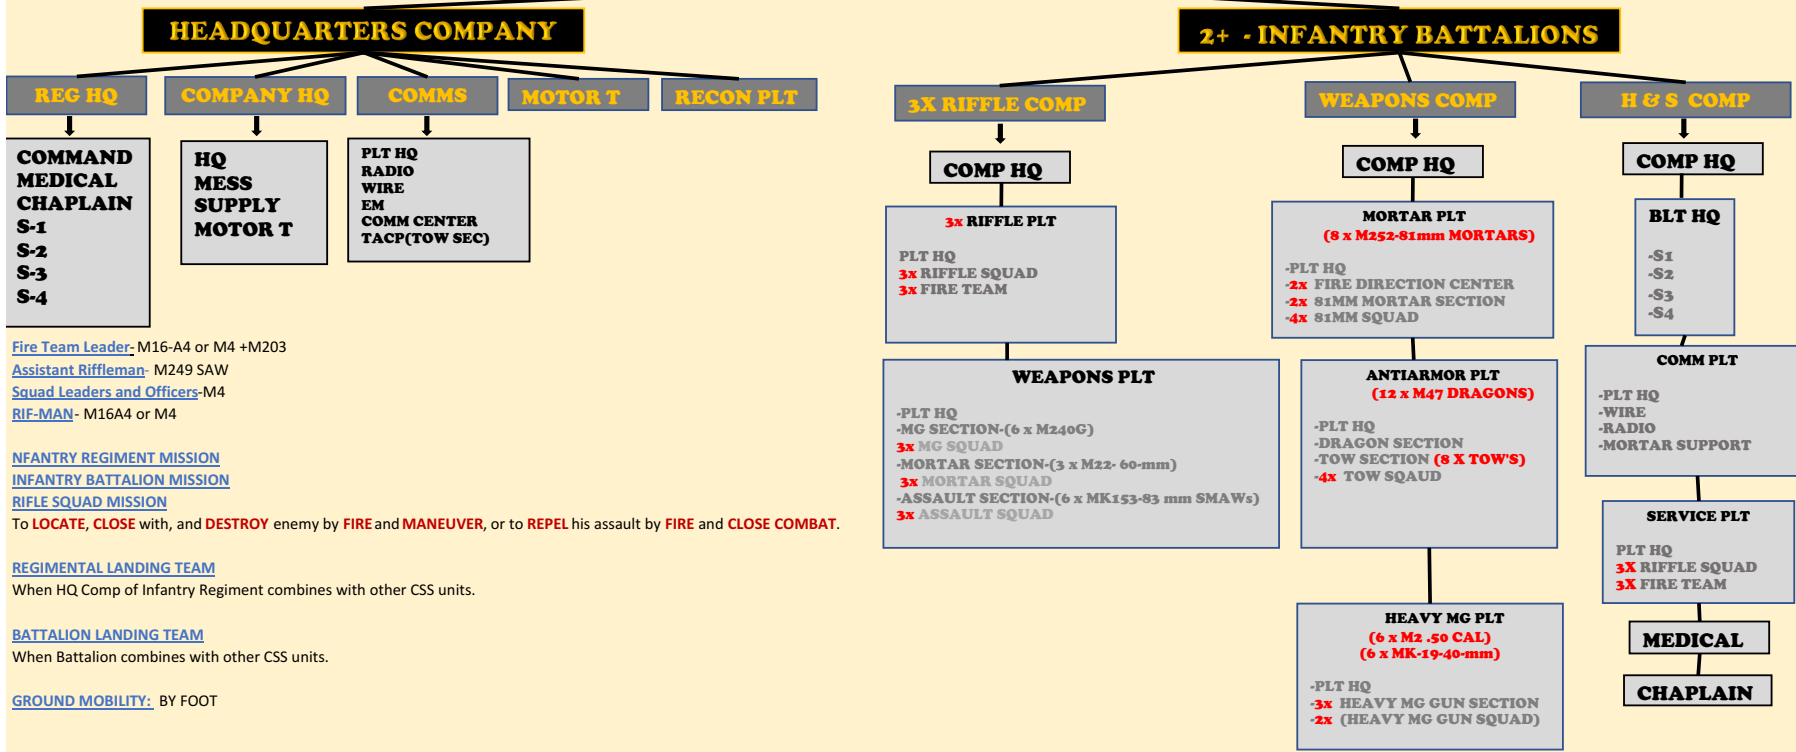 HEADQUARTERS COMPANY
REG HQ
COMPANY HQ
COMMS
MOTOR T
RECON PLT
COMMAND
MEDICAL
CHAPLAIN
S-1
S-2
S-3
S-4
HQ
MESS
SUPPLY
MOTOR T
PLT HQ
RADIO
WIRE
EM
COMM CENTER
TACP(TOW SEC)
Fire Team Leader- M16-A4 or M4 +M203
Assistant Riffleman- M249 SAW
Squad Leaders and Officers-M4
RIF-MAN- M16A4 or M4
NFANTRY REGIMENT MISSION
INFANTRY BATTALION MISSION
RIFLE SQUAD MISSION
To LOCATE, CLOSE with, and DESTROY enemy by FIRE and MANEUVER, or to REPEL his assault by FIRE and CLOSE COMBAT.
REGIMENTAL LANDING TEAM
When HQ Comp of Infantry Regiment combines with other CSS units.
BATTALION LANDING TEAM
When Battalion combines with other CSS units.
GROUND MOBILITY: BY FOOT
2+ - INFANTRY BATTALIONS
3X RIFFLE COMP
COMP HQ
3x RIFFLE PLT
PLT HQ
3x RIFFLE SQUAD
3x FIRE TEAM
WEAPONS PLT
-PLT HQ
-MG SECTION-(6 x M240G)
3x MG SQUAD
-MORTAR SECTION-(3 x M22- 60-mm)
3x MORTAR SQUAD
-ASSAULT SECTION-(6 x MK153-83 mm SMAWs)
3x ASSAULT SQUAD
WEAPONS COMP
COMP HQ
MORTAR PLT
(8 x M252-81mm MORTARS)
-PLT HQ
-2x FIRE DIRECTION CENTER
-2x 81MM MORTAR SECTION
-4x 81MM SQUAD
ANTIARMOR PLT
(12 x M47 DRAGONS)
-PLT HQ
-DRAGON SECTION
-TOW SECTION (8 X TOW'S)
-4x TOW SQAUD
HEAVY MG PLT
(6 x M2 .50 CAL)
(6 x MK-19-40-mm)
-PLT HQ
-3x HEAVY MG GUN SECTION
-2x (HEAVY MG GUN SQUAD)
H & S COMP
COMP HQ
BLT HQ
-S1
-S2
-S3
-S4
COMM PLT
-PLT HQ
-WIRE
-RADIO
-MORTAR SUPPORT
SERVICE PLT
PLT HQ
3X RIFFLE SQUAD
3X FIRE TEAM
MEDICAL
CHAPLAIN